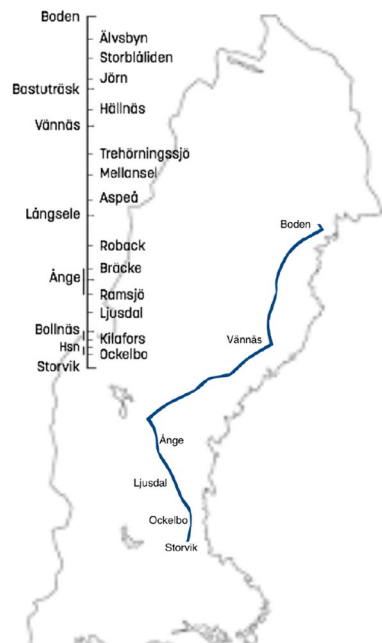 Boden
Älvsbyn
Storblåliden
Jörn
Bastuträsk
Hällnäs
Vännäs
Trehörningssjö
Mellansel
Aspeå
Långsele
Roback
Bräcke
Ånge
Ramsjö
Ljusdal
Bollnäs
Kilafors
Hsn
Ockelbo
Storvik
Boden
Vännäs
Ånge
Ljusdal
Ockelbo
Storvik